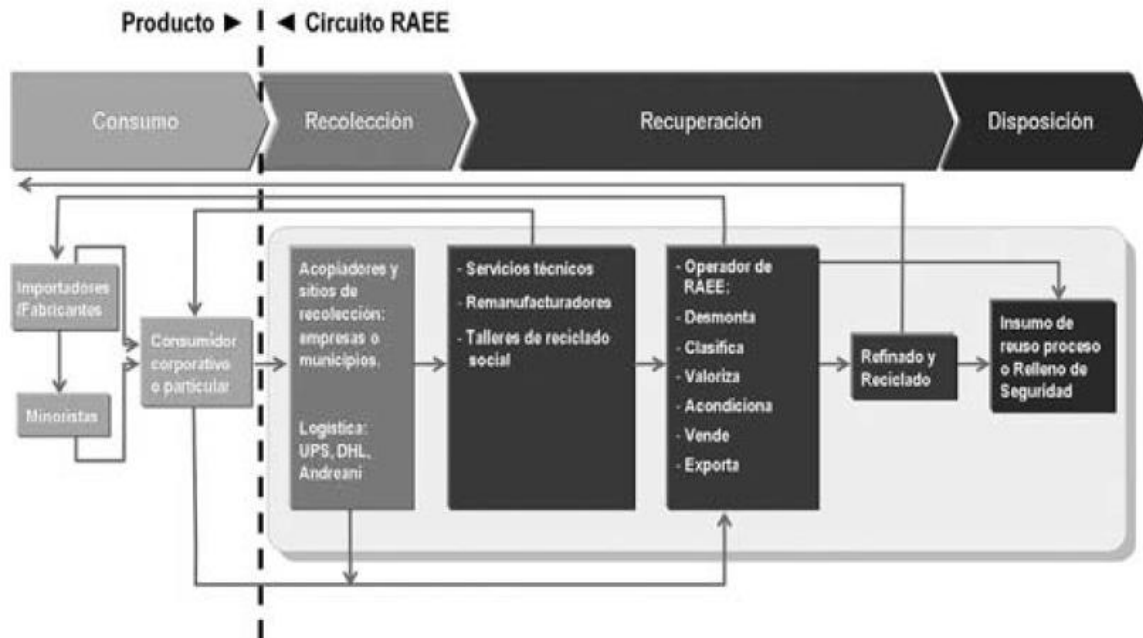 Producto ► ◄ Circuito RAEE
Consumo
Recolección
Recuperación
Disposición
Importadores
/Fabricantes
Minoristas
Consumidor
corporativo
o particular
Acopiadores y
sitios de
recolección:
empresas o
municipios.
Logística:
UPS, DHL,
Andreani
- Servicios técnicos
- Remanufacturadores
- Talleres de reciclado
social
- Operador de
RAEE:
- Desmonta
- Clasifica
- Valoriza
- Acondiciona
- Vende
- Exporta
Refinado y
Reciclado
Insumo de
reuso proceso
o Relleno de
Seguridad